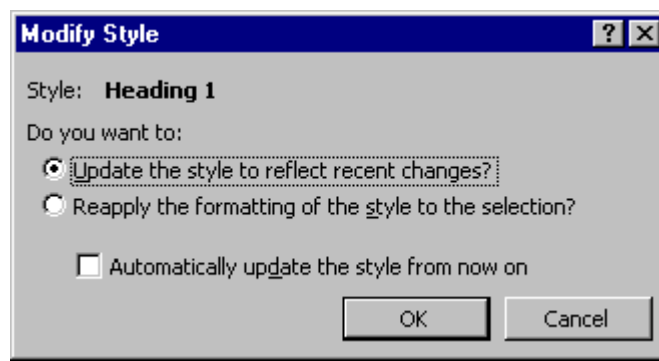 Modify Style
Style: Heading 1
Do you want to:
Update the style to reflect recent changes?
Reapply the formatting of the style to the selection?
Automatically update the style from now on
OK Cancel